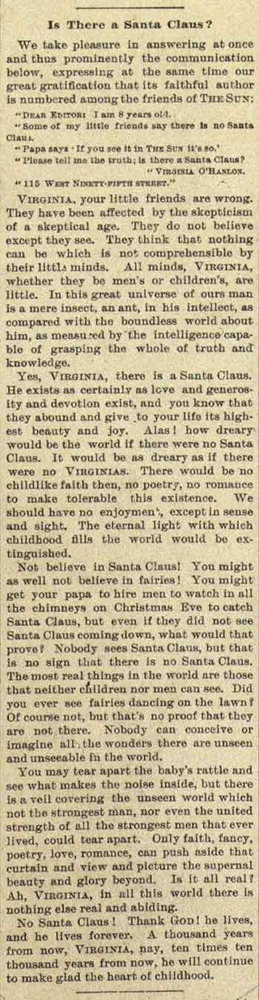 Is There a Santa Claus?
We take pleasure in answering at once
and thus prominently the communication
below, expressing at the same time our
great gratification that its faithful author
is numbered among the friends of THE SUN:
"DEAR EDITOR: I am 8 years old.
"Some of my little friends say there is no Santa
Claus.
"Papa says 'If you see it in THE SUN it's so.'
"Please tell me the truth; is there a Santa Claus?
"VIRGINIA O'HANLON.
"115 WEST NINETY-FIFTH STREET."
VIRGINIA, your little friends are wrong.
They have been affected by the skepticism
of a skeptical age. They do not believe
except they see. They think that nothing
can be which is not comprehensible by
their little minds. All minds, VIRGINIA,
whether they be men's or children's, are
little. In this great universe of ours man
is a mere insect, an ant, in his intellect, as
compared with the boundless world about
him, as measured by the intelligence capa-
ble of grasping the whole of truth and
knowledge.
Yes, VIRGINIA, there is a Santa Claus.
He exists as certainly as love and generos-
ity and devotion exist, and you know that
they abound and give to your life its high-
est beauty and joy. Alas! how dreary
would be the world if there were no Santa
Claus. It would be as dreary as if there
were no VIRGINIAS. There would be no
childlike faith then, no poetry, no romance
to make tolerable this existence. We
should have no enjoyment, except in sense
and sight. The eternal light with which
childhood fills the world would be ex-
tinguished.
Not believe in Santa Claus! You might
as well not believe in fairies! You might
get your papa to hire men to watch in all
the chimneys on Christmas Eve to catch
Santa Claus, but even if they did not see
Santa Claus coming down, what would that
prove? Nobody sees Santa Claus, but that
is no sign that there is no Santa Claus.
The most real things in the world are those
that neither children nor men can see. Did
you ever see fairies dancing on the lawn?
Of course not, but that's no proof that they
are not there. Nobody can conceive or
imagine all the wonders there are unseen
and unseeable in the world.
You may tear apart the baby's rattle and
see what makes the noise inside, but there
is a veil covering the unseen world which
not the strongest man, nor even the united
strength of all the strongest men that ever
lived, could tear apart. Only faith, fancy,
poetry, love, romance, can push aside that
curtain and view and picture the supernal
beauty and glory beyond. Is it all real?
Ah, VIRGINIA, in all this world there is
nothing else real and abiding.
No Santa Claus! Thank GOD! he lives,
and he lives forever. A thousand years
from now, VIRGINIA, nay, ten times ten
thousand years from now, he will continue
to make glad the heart of childhood.